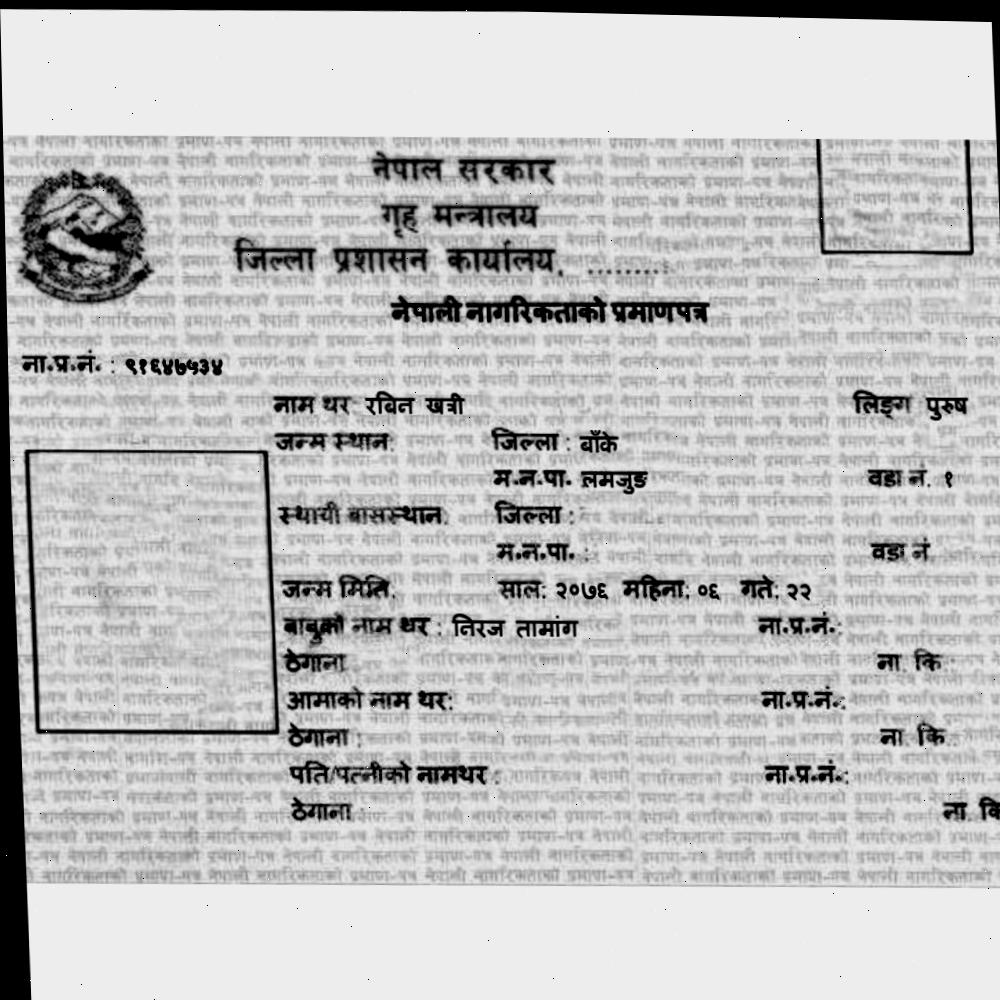 नेपाल सरकार
गृह मन्त्रालय
जिल्ला प्रशासन कार्यालय, .........
नेपाली नागरिकताको प्रमाणपत्र
ना.प्र.नं. : ९१६४७५३४
नाम थर रबिन खत्री लिङ्ग पुरुष
जन्म स्थान: जिल्ला : बाँके
म.न.पा. लमजुङ वडा नं. १
स्थायी बासस्थान: जिल्ला :
म.न.पा. : वडा नं
जन्म मिति: साल: २०७६ महिना: ०६ गते: २२
बाबुको नाम थर : तिरज तामांग ना.प्र.नं.:
ठेगाना ना. कि :
आमाको नाम थर: ना.प्र.नं.:
ठेगाना : ना. कि :
पति/पत्नीको नामथर : ना.प्र.नं.:
ठेगाना ना. कि